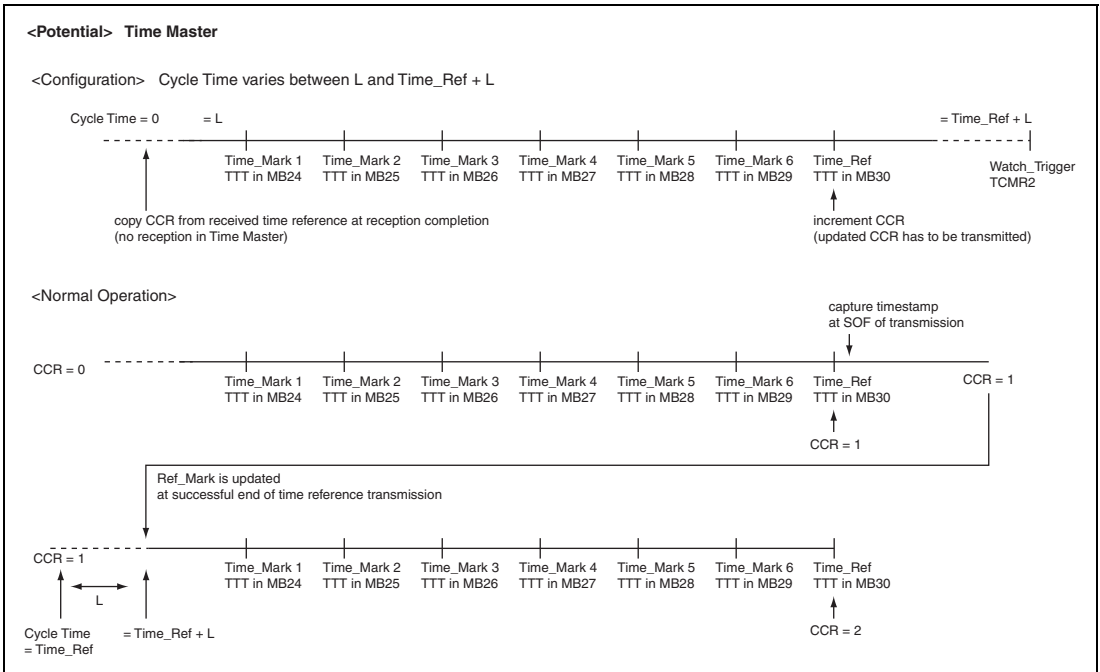 <Potential> Time Master
<Configuration> Cycle Time varies between L and Time_Ref + L
Cycle Time = 0 = L = Time_Ref + L
Time_Mark 1 Time_Mark 2 Time_Mark 3 Time_Mark 4 Time_Mark 5 Time_Mark 6 Time_Ref
TTT in MB24 TTT in MB25 TTT in MB26 TTT in MB27 TTT in MB28 TTT in MB29 TTT in MB30
Watch_Trigger
TCMR2
copy CCR from received time reference at reception completion
(no reception in Time Master)
increment CCR
(updated CCR has to be transmitted)
<Normal Operation>
capture timestamp
at SOF of transmission
CCR = 0
Time_Mark 1 Time_Mark 2 Time_Mark 3 Time_Mark 4 Time_Mark 5 Time_Mark 6 Time_Ref
TTT in MB24 TTT in MB25 TTT in MB26 TTT in MB27 TTT in MB28 TTT in MB29 TTT in MB30
CCR = 1
CCR = 1
Ref_Mark is updated
at successful end of time reference transmission
CCR = 1
Time_Mark 1 Time_Mark 2 Time_Mark 3 Time_Mark 4 Time_Mark 5 Time_Mark 6 Time_Ref
TTT in MB24 TTT in MB25 TTT in MB26 TTT in MB27 TTT in MB28 TTT in MB29 TTT in MB30
L
Cycle Time
= Time_Ref
= Time_Ref + L
CCR = 2